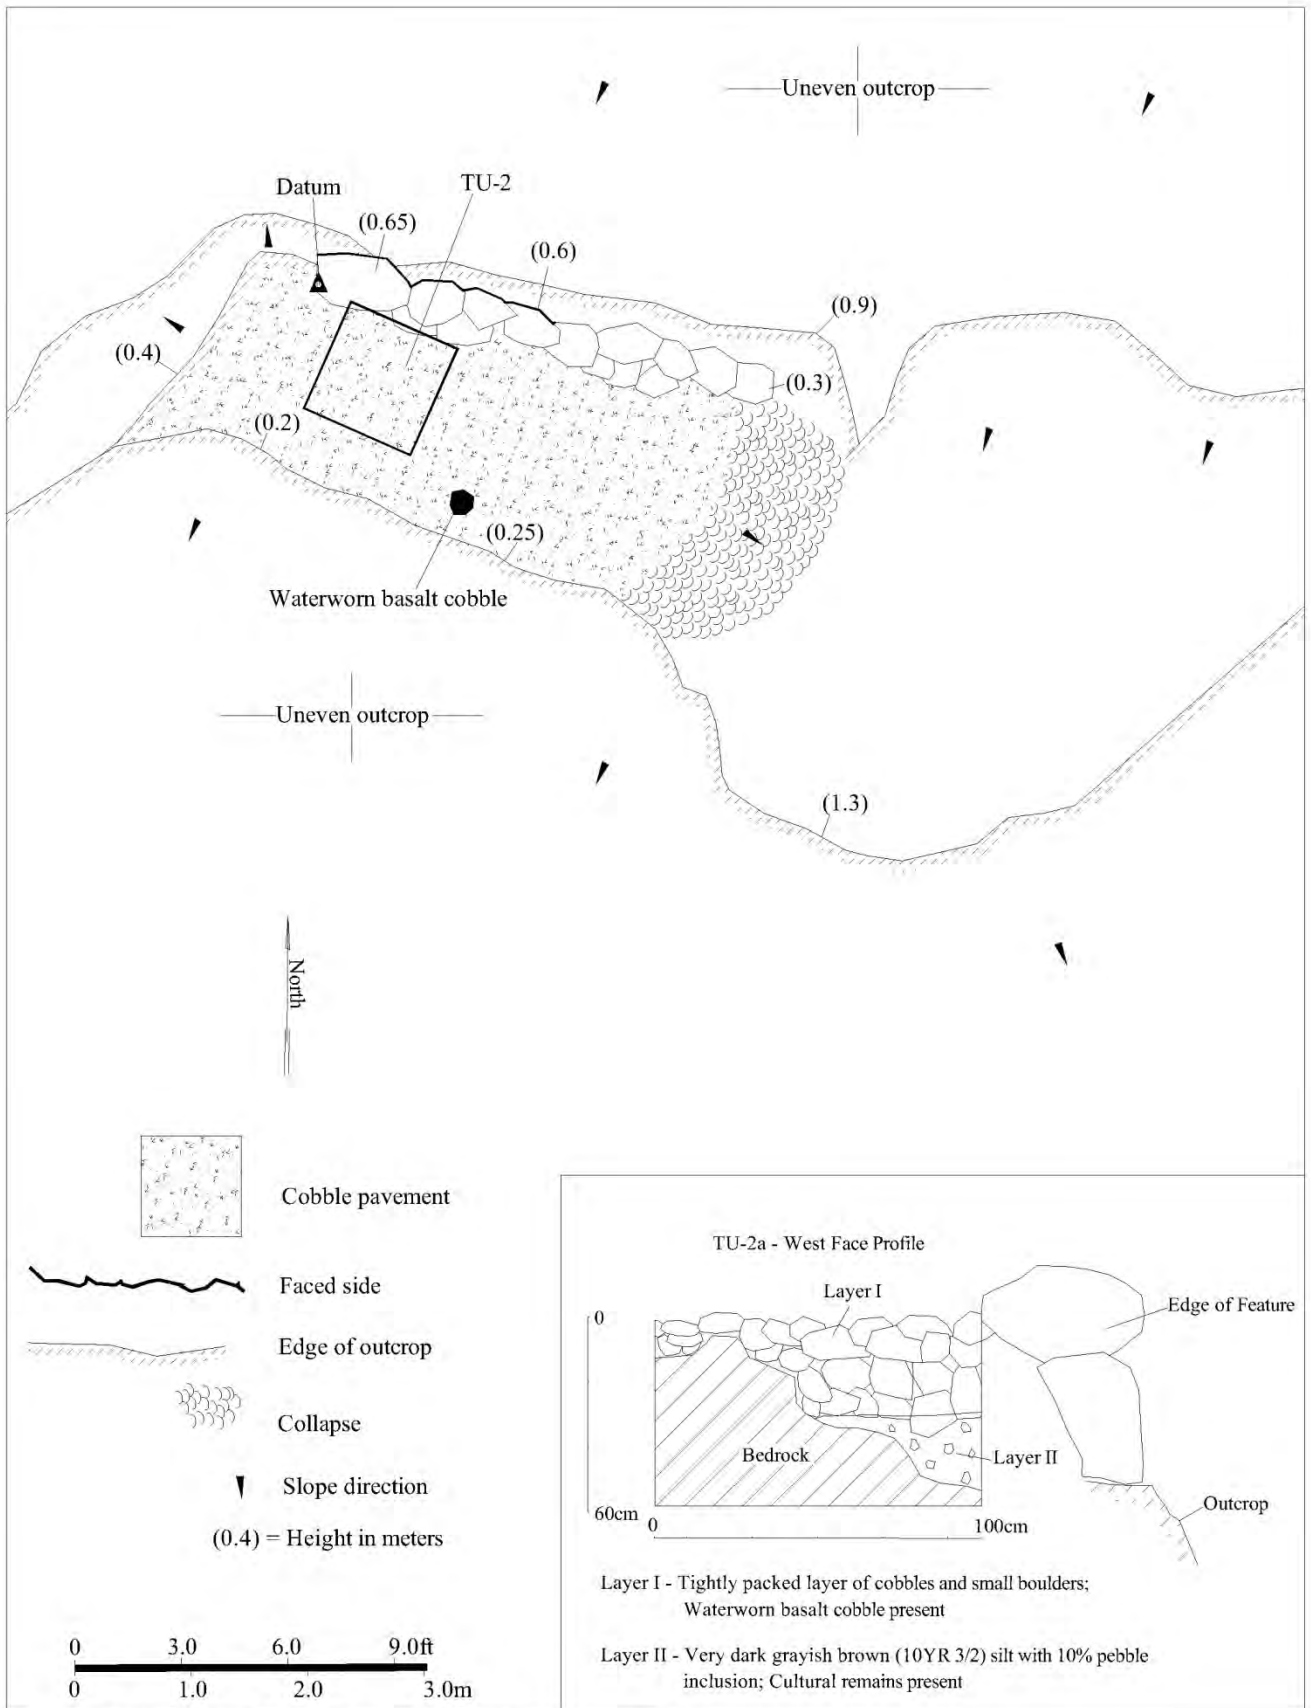 Uneven outcrop
Datum
TU-2
(0.65)
(0.6)
(0.9)
(0.4)
(0.3)
(0.2)
(0.25)
Waterworn basalt cobble
Uneven outcrop
(1.3)
North
Cobble pavement
Faced side
Edge of outcrop
Collapse
Slope direction
(0.4) = Height in meters
0 3.0 6.0 9.0ft
0 1.0 2.0 3.0m
TU-2a - West Face Profile
Layer I
Edge of Feature
0
Bedrock
Layer II
Outcrop
60cm
0 100cm
Layer I - Tightly packed layer of cobbles and small boulders;
Waterworn basalt cobble present
Layer II - Very dark grayish brown (10YR 3/2) silt with 10% pebble
inclusion; Cultural remains present